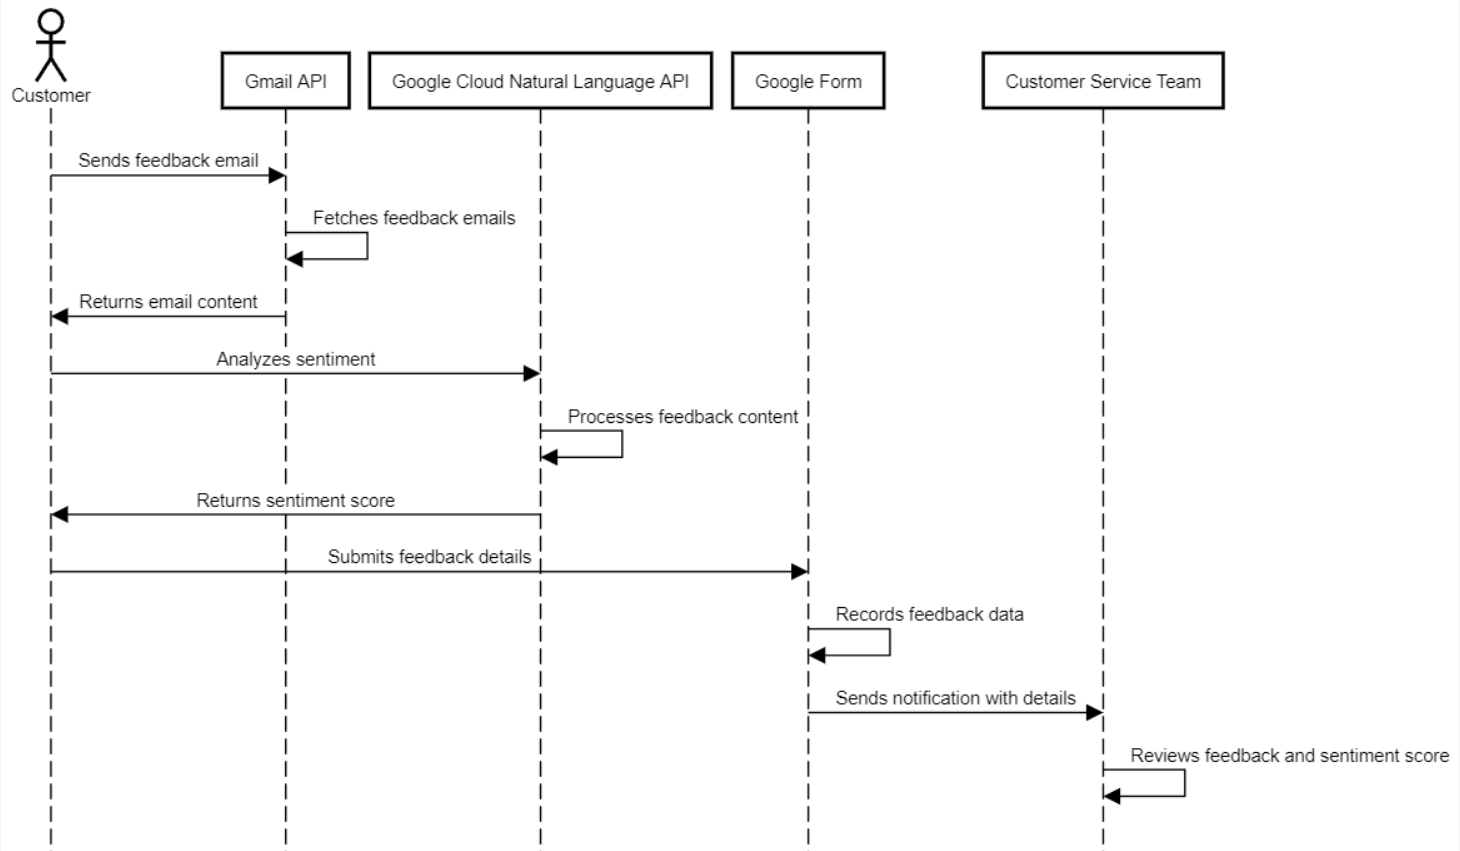 Customer
Gmail API
Google Cloud Natural Language API
Google Form
Customer Service Team
Sends feedback email
Fetches feedback emails
Returns email content
Analyzes sentiment
Processes feedback content
Returns sentiment score
Submits feedback details
Records feedback data
Sends notification with details
Reviews feedback and sentiment score